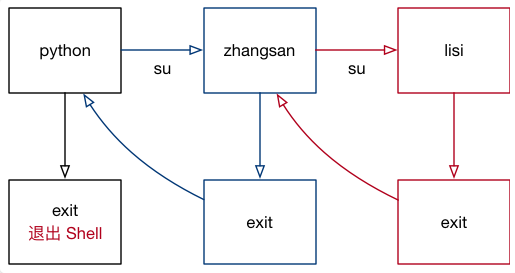 python
su
zhangsan
su
lisi
exit
退出 Shell
exit
exit